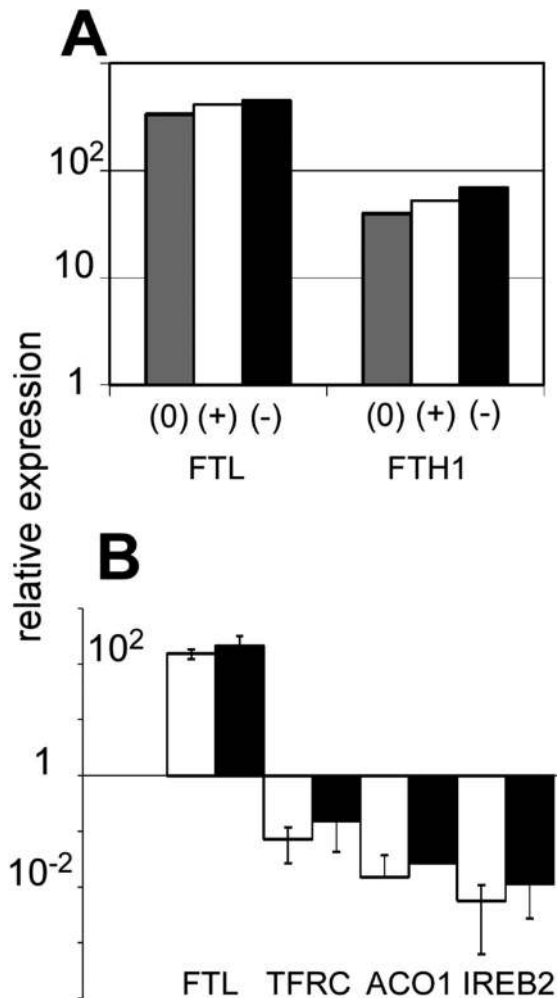 A
10²
10
1
(0) (+) (-) (0) (+) (-)
FTL FTH1
relative expression
B
10²
1
10⁻²
FTL TFRC ACO1 IREB2